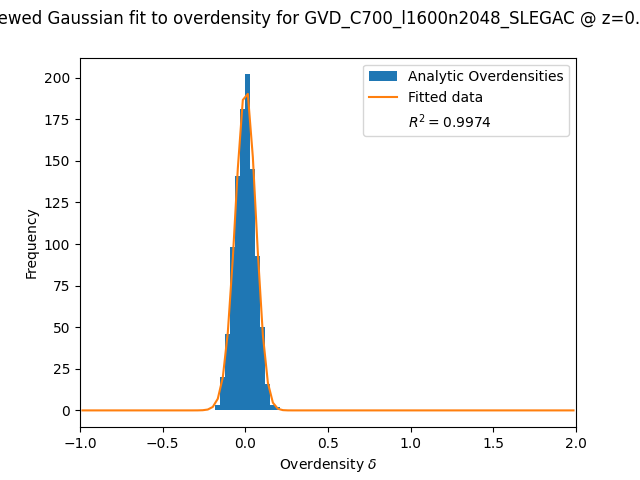 ewed Gaussian fit to overdensity for GVD_C700_l1600n2048_SLEGAC @ z=0.
Analytic Overdensities
Fitted data
R² = 0.9974
Frequency
200
175
150
125
100
75
50
25
0
−1.0 −0.5 0.0 0.5 1.0 1.5 2.0
Overdensity δ